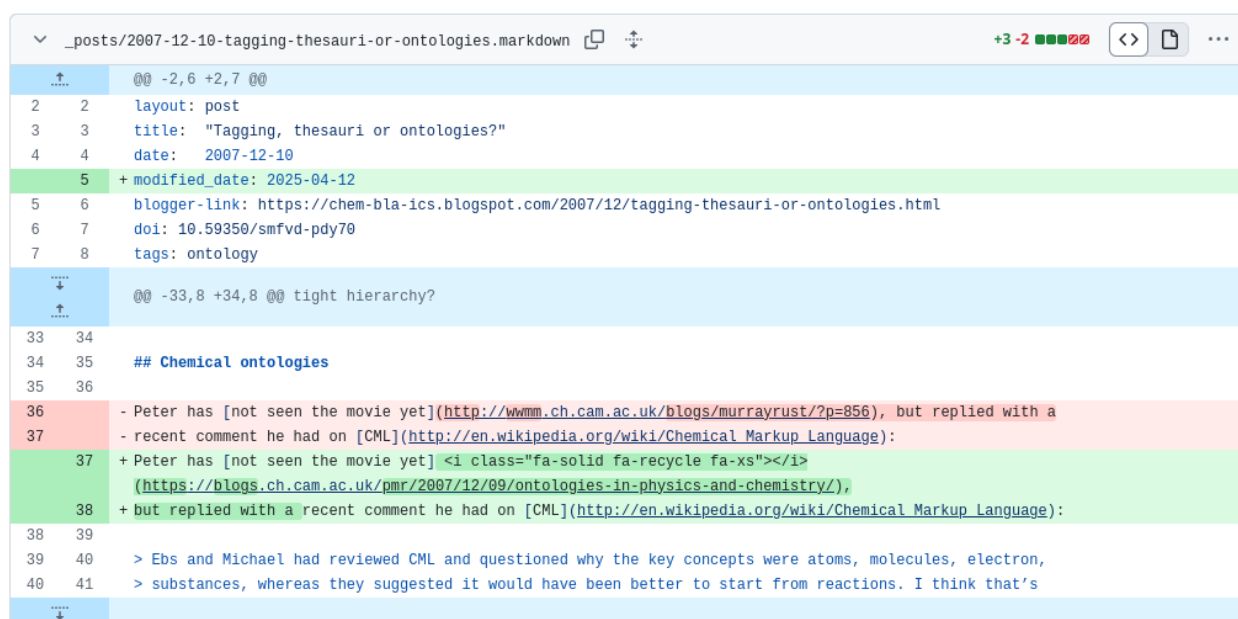 _posts/2007-12-10-tagging-thesauri-or-ontologies.markdown +3 -2
@@ -2,6 +2,7 @@
2 2 layout: post
3 3 title: "Tagging, thesauri or ontologies?"
4 4 date: 2007-12-10
5 + modified_date: 2025-04-12
5 6 blogger-link: https://chem-bla-ics.blogspot.com/2007/12/tagging-thesauri-or-ontologies.html
6 7 doi: 10.59350/smfvd-pdy70
7 8 tags: ontology
@@ -33,8 +34,8 @@ tight hierarchy?
33 34
34 35 ## Chemical ontologies
35 36
36 - Peter has [not seen the movie yet](http://wwmm.ch.cam.ac.uk/blogs/murrayrust/?p=856), but replied with a
37 - recent comment he had on [CML](http://en.wikipedia.org/wiki/Chemical_Markup_Language):
37 + Peter has [not seen the movie yet] <i class="fa-solid fa-recycle fa-xs"></i>
(https://blogs.ch.cam.ac.uk/pmr/2007/12/09/ontologies-in-physics-and-chemistry/),
38 + but replied with a recent comment he had on [CML](http://en.wikipedia.org/wiki/Chemical_Markup_Language):
38 39
39 40 > Ebs and Michael had reviewed CML and questioned why the key concepts were atoms, molecules, electron,
40 41 > substances, whereas they suggested it would have been better to start from reactions. I think that’s